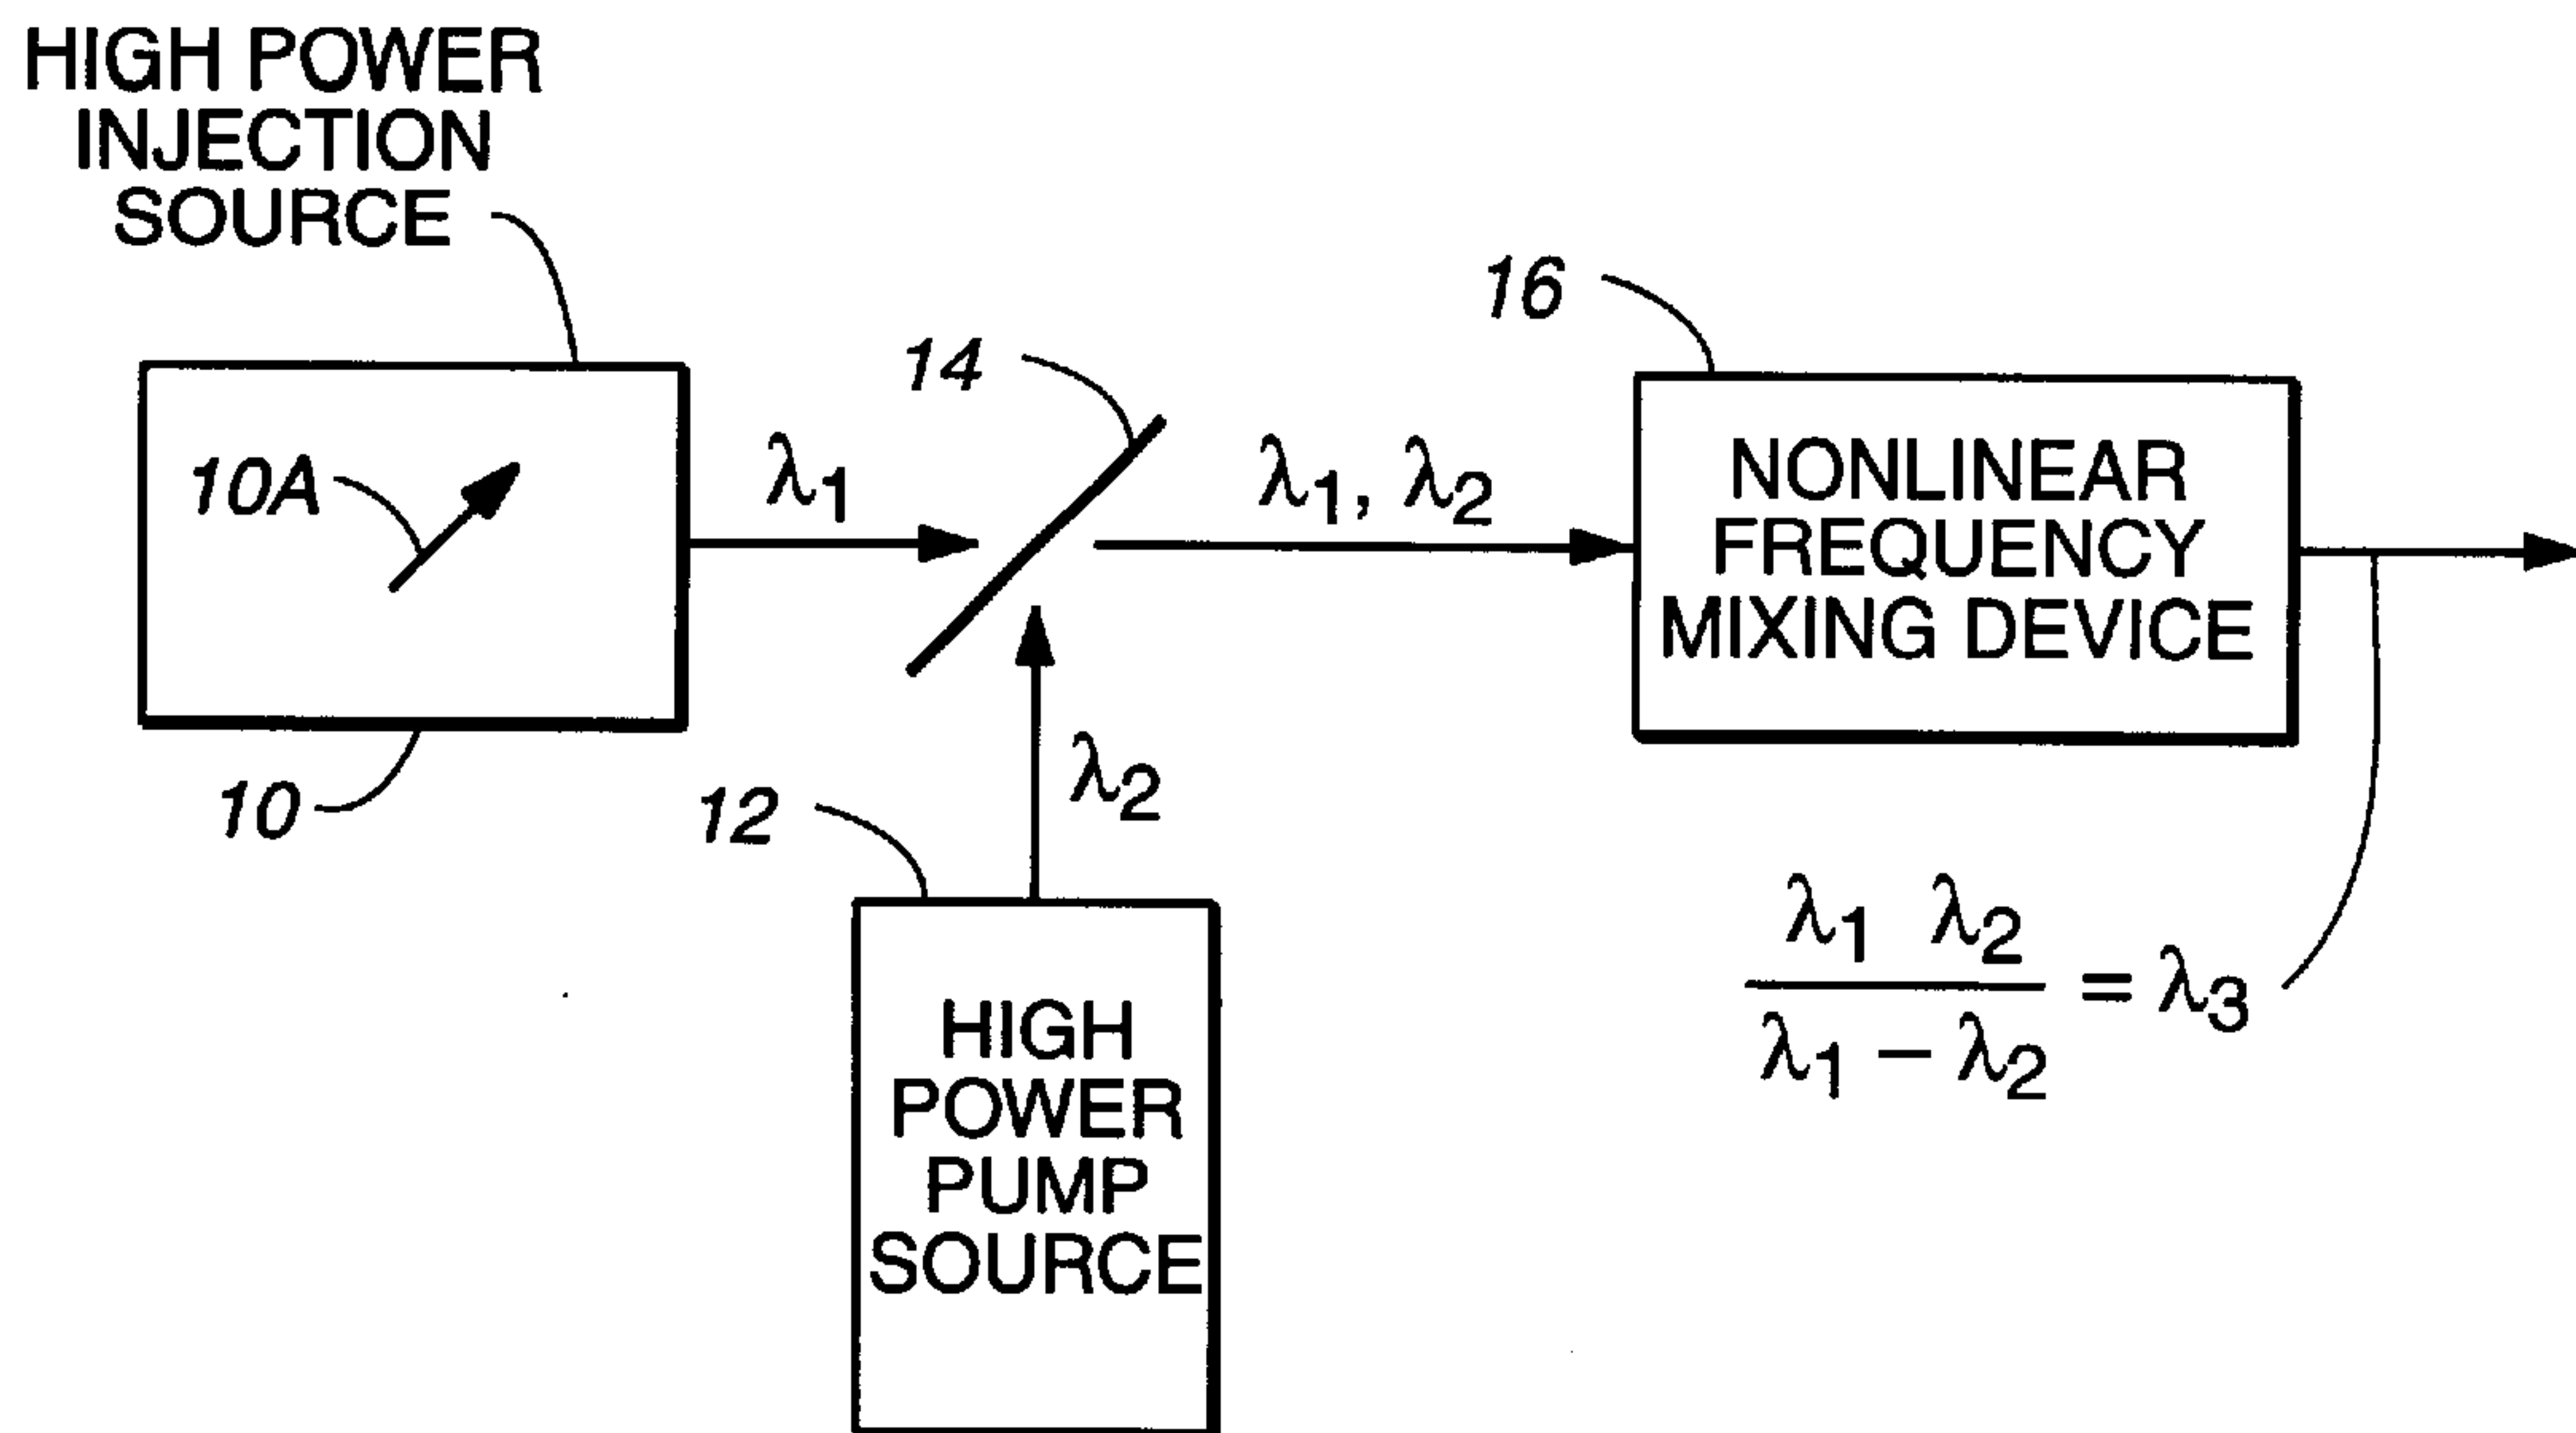 HIGH POWER
INJECTION
SOURCE
10A
10
λ1
14
λ1, λ2
16
NONLINEAR
FREQUENCY
MIXING DEVICE
12
λ2
HIGH
POWER
PUMP
SOURCE
λ1 λ2
λ1 − λ2
= λ3